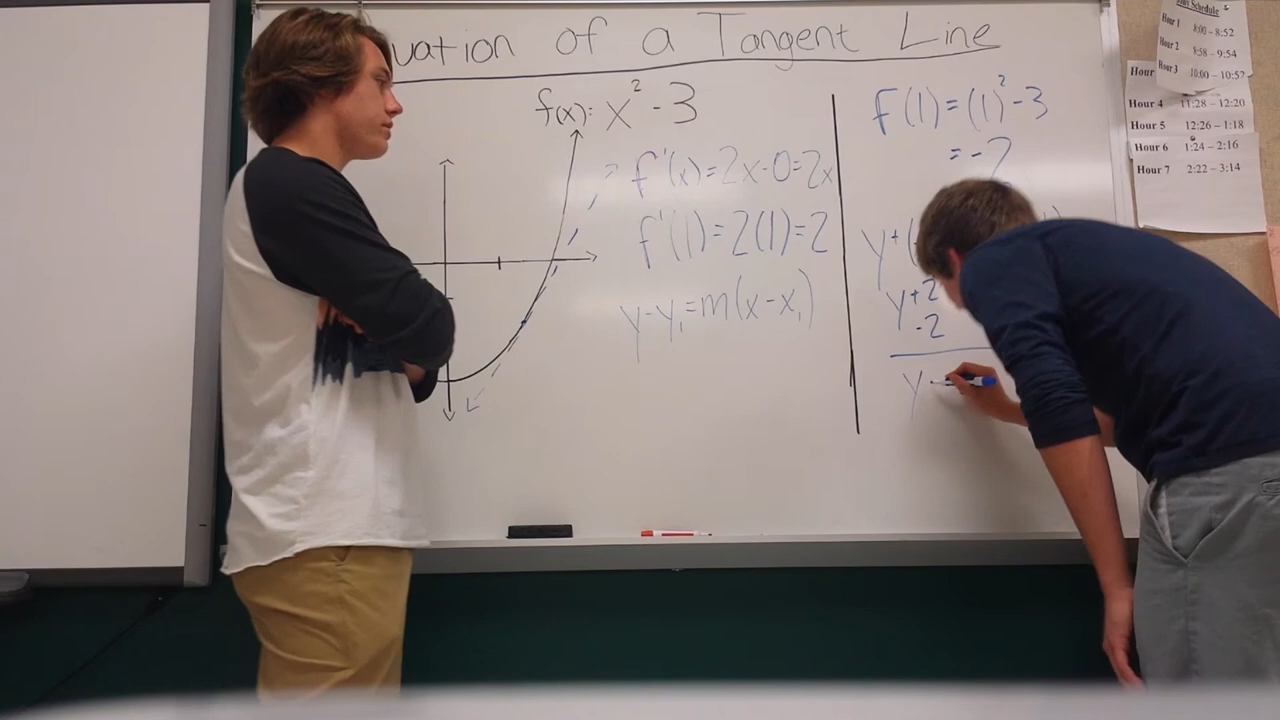 uation of a Tangent Line
f(x): x² - 3
f'(x)=2x-0=2x
f'(1)=2(1)=2
y-y₁=m(x-x₁)
f(1)=(1)²-3
=-2
y+(
y+2
-2
y
Schedule
Hour 1 8:00 – 8:52
Hour 2 8:58 – 9:54
Hour 3 10:00 – 10:52
Hour
Hour 4 11:28 – 12:20
Hour 5 12:26 – 1:18
Hour 6 1:24 – 2:16
Hour 7 2:22 – 3:14